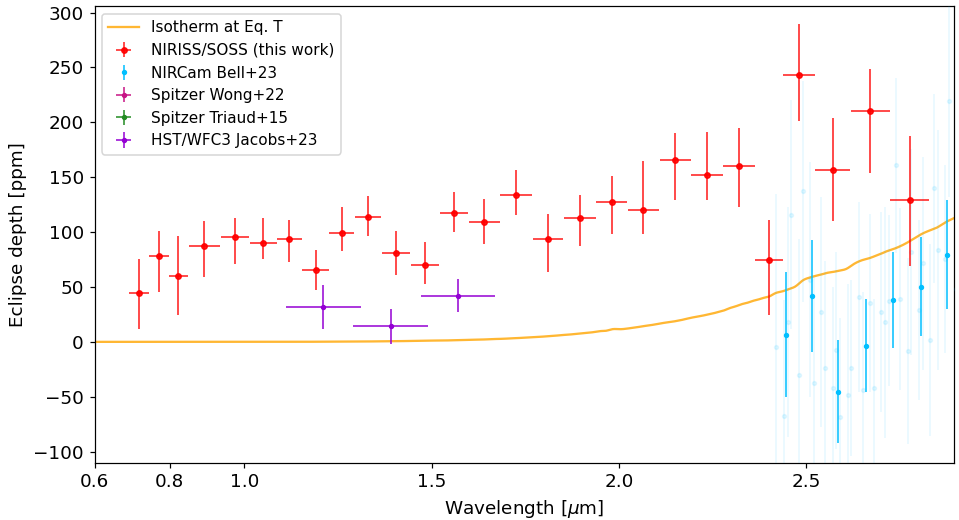 Isotherm at Eq. T
NIRISS/SOSS (this work)
NIRCam Bell+23
Spitzer Wong+22
Spitzer Triaud+15
HST/WFC3 Jacobs+23
Eclipse depth [ppm]
300
250
200
150
100
50
0
−50
−100
0.6 0.8 1.0 1.5 2.0 2.5
Wavelength [μm]